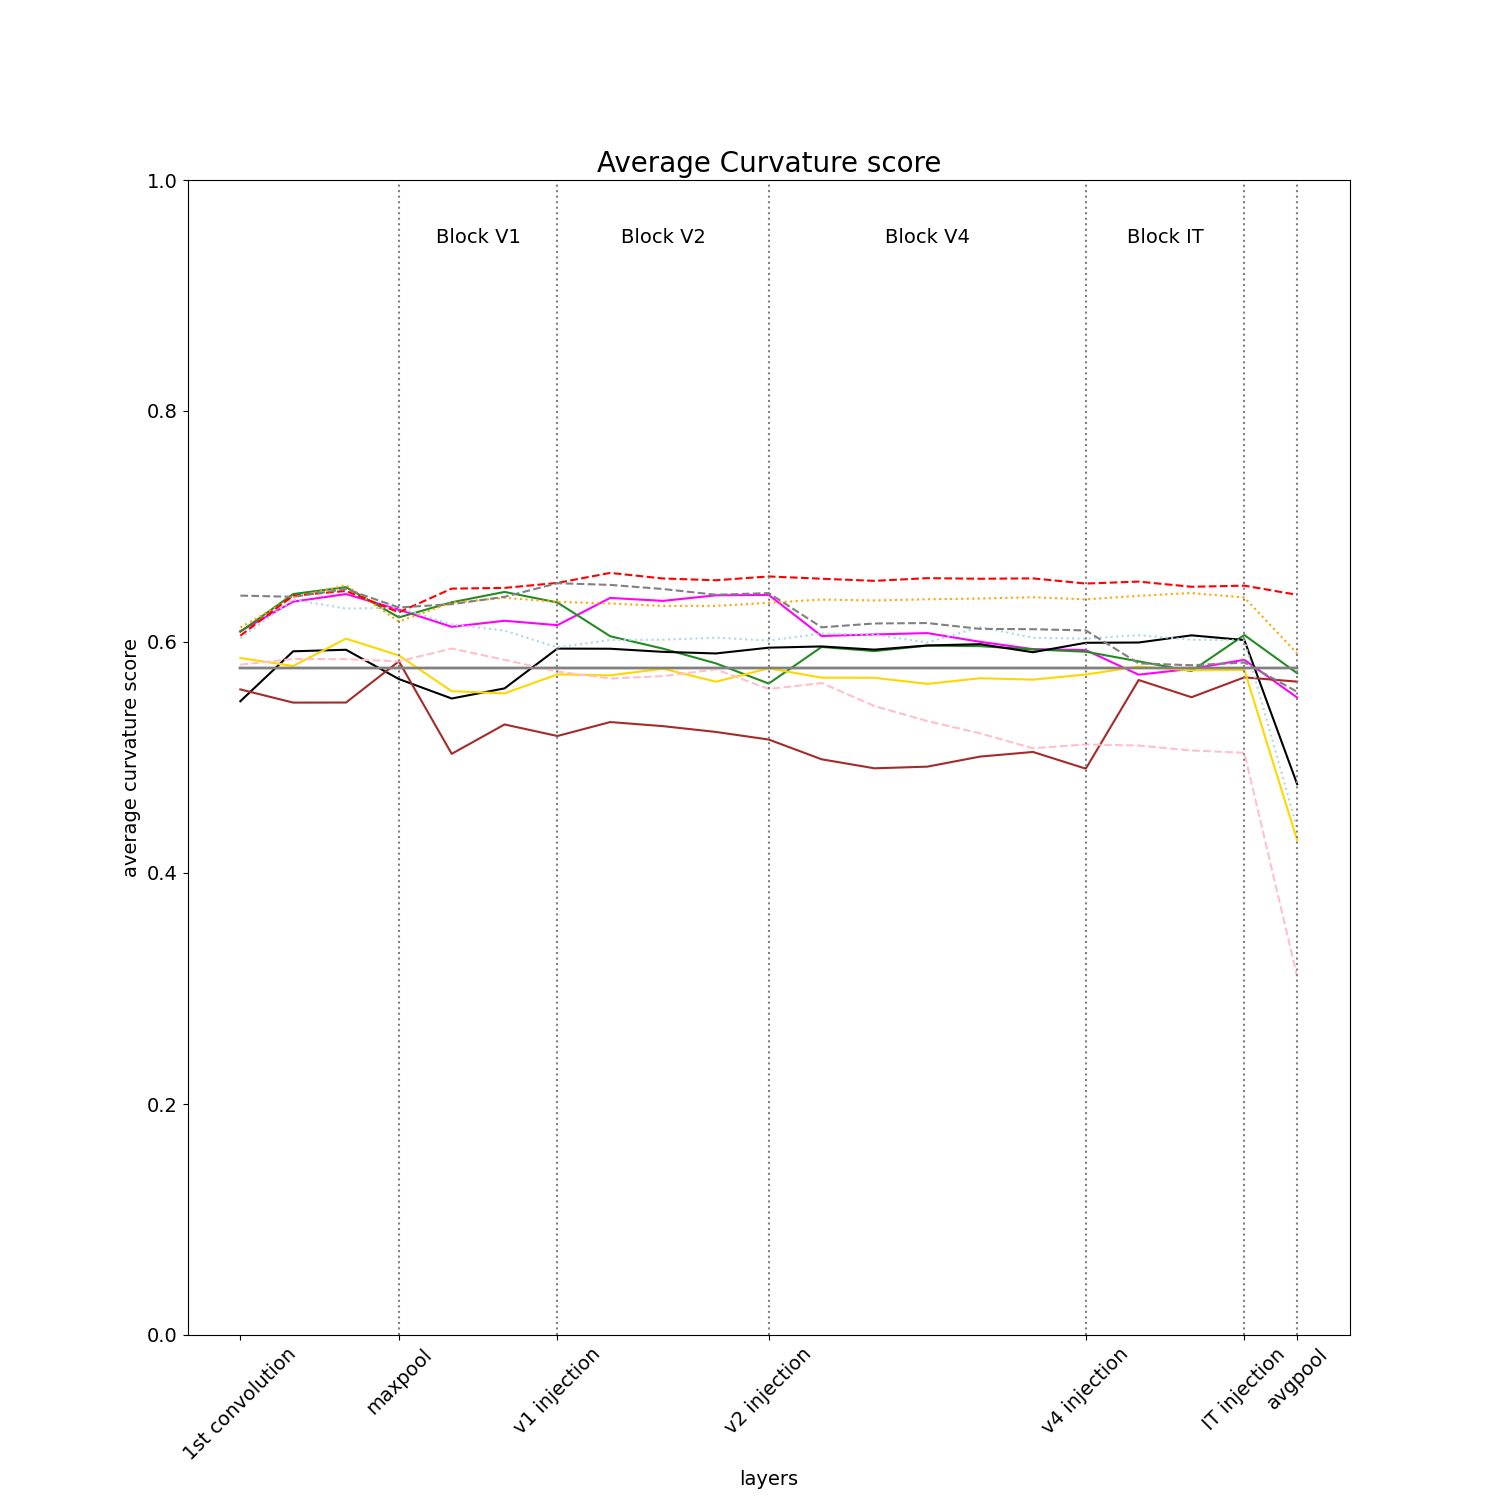 Average Curvature score
1.0
0.8
0.6
0.4
0.2
0.0
average curvature score
Block V1
Block V2
Block V4
Block IT
1st convolution
maxpool
v1 injection
v2 injection
v4 injection
IT injection
avgpool
layers